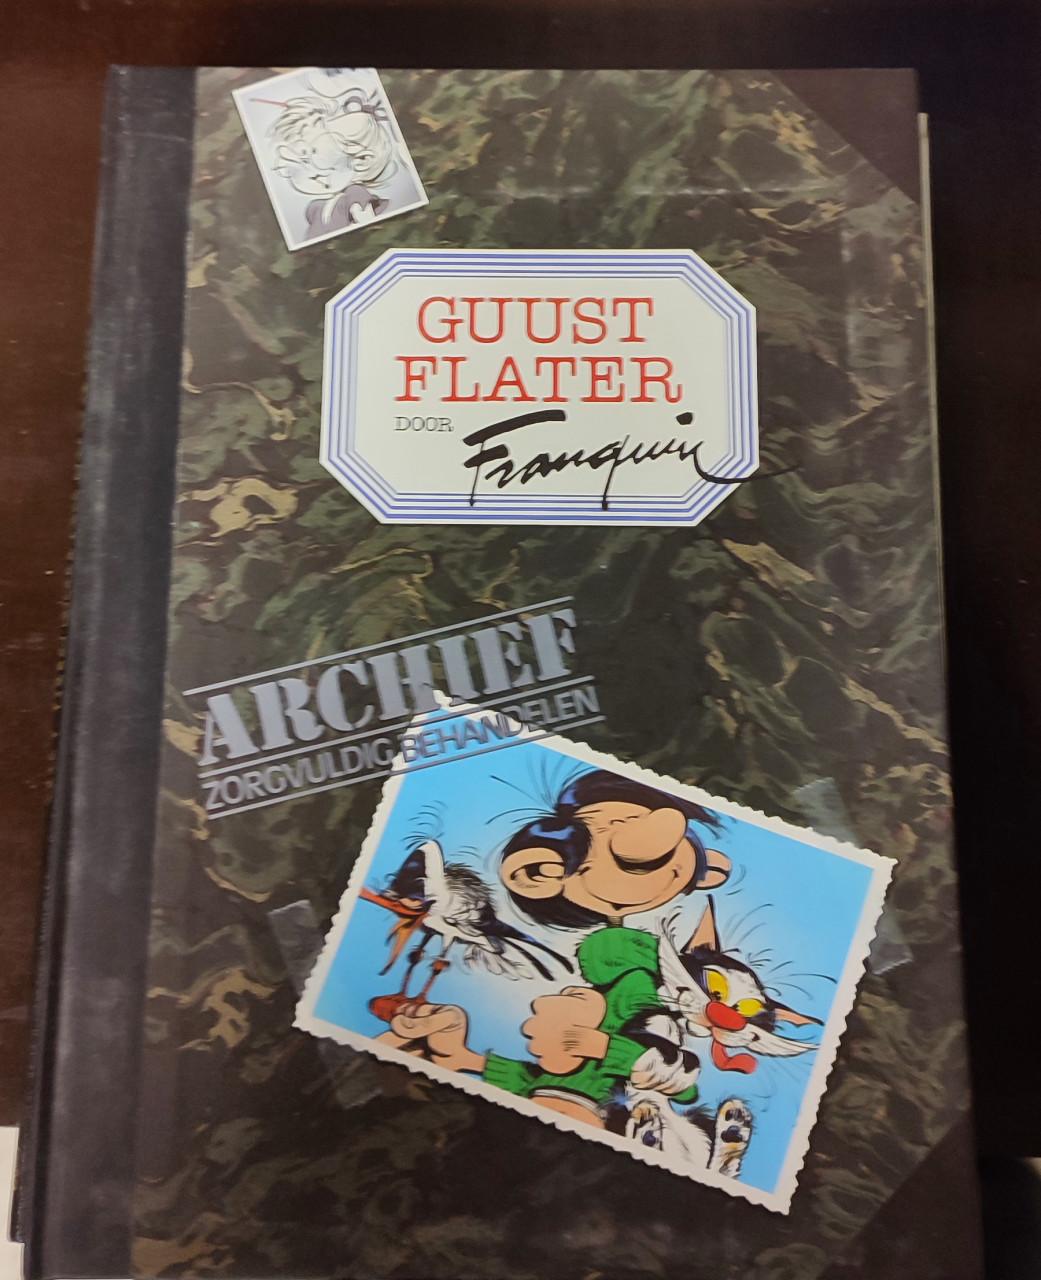 GUUST
FLATER
DOOR
Franquin
ARCHIEF
ZORGVULDIG BEHANDELEN